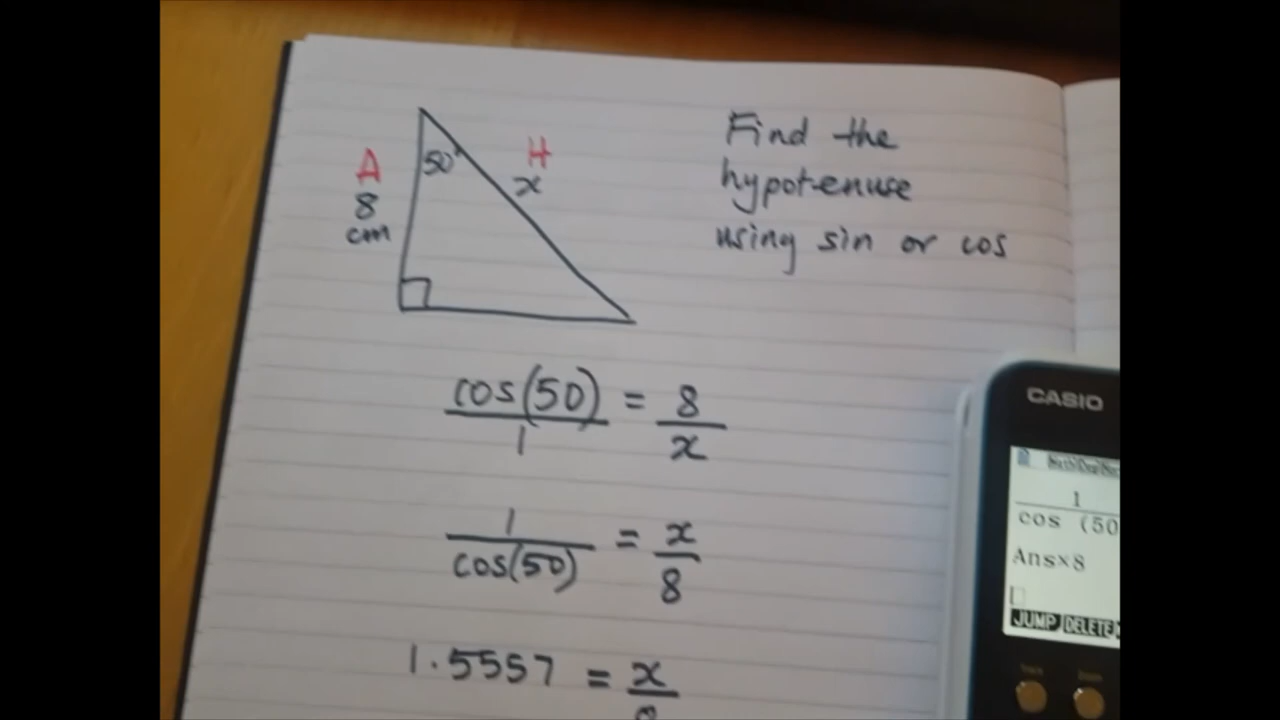 Find the
hypotenuse
using sin or cos
A
8
cm
50°
H
x
cos(50) = 8
1 x
1 = x
cos(50) 8
1.5557 = x
CASIO
1
cos (50
Ans×8
JUMP DELETE